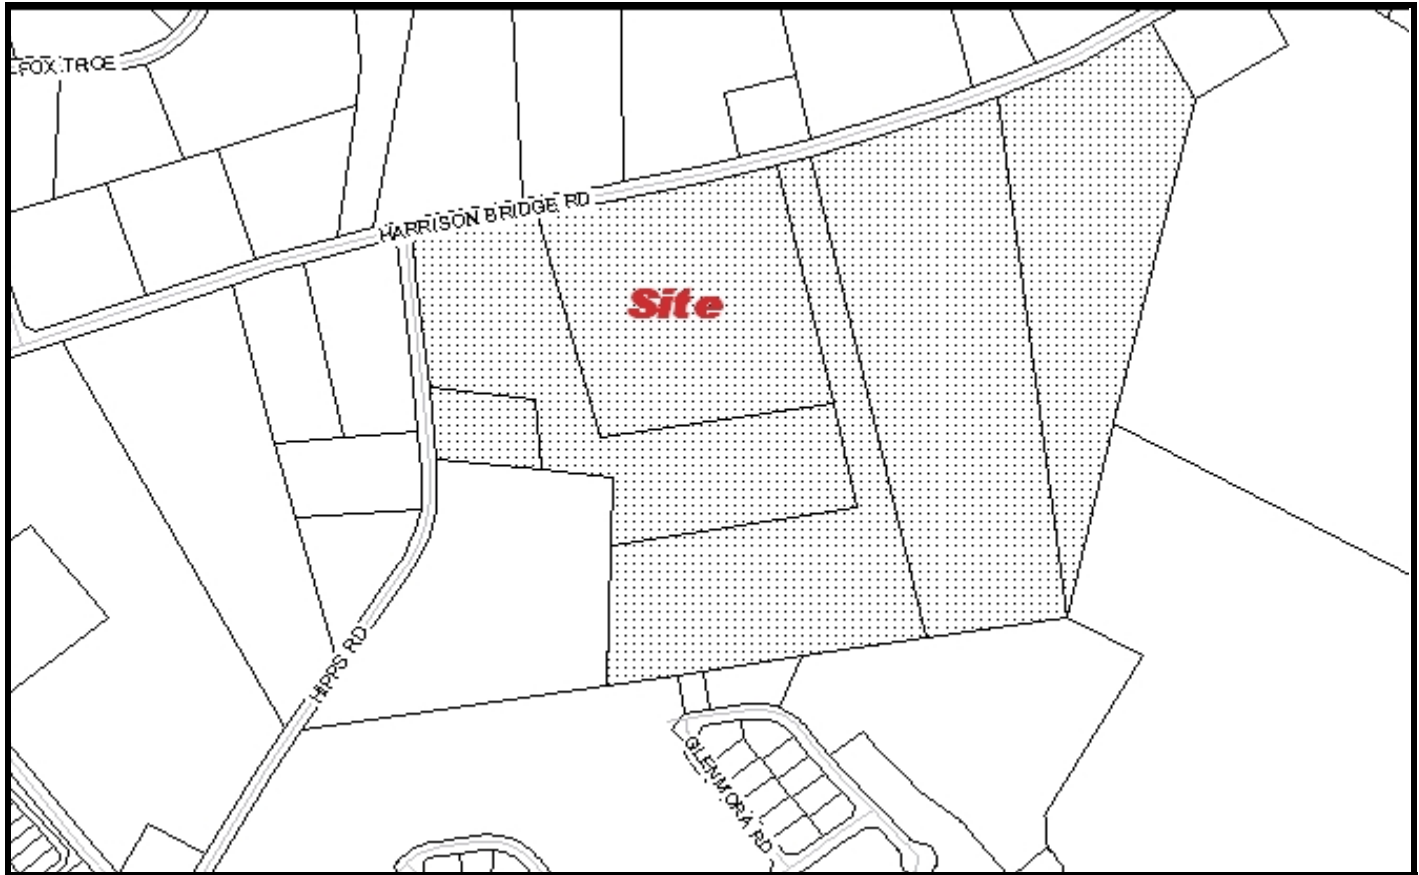 FOX TRCE
HARRISON BRIDGE RD
Site
HIPPS RD
GLENMORA RD